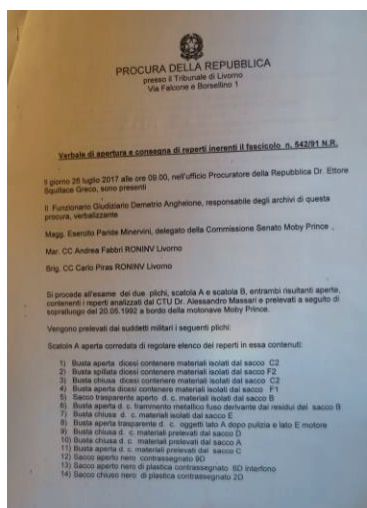 PROCURA DELLA REPUBBLICA
presso il Tribunale di Livorno
Via Falcone e Borsellino 1
Verbale di apertura e consegna di reperti inerenti il fascicolo n. 542/91 N.R.
Il giorno 26 luglio 2017 alle ore 09.00, nell'ufficio Procuratore della Repubblica Dr. Ettore
Squillace Greco, sono presenti
Il Funzionario Giudiziario Demetrio Anghelone, responsabile degli archivi di questa
procura, verbalizzante
Magg. Esercito Paride Minervini, delegato della Commissione Senato Moby Prince .
Mar. CC Andrea Fabbri RONINV Livorno
Brig. CC Carlo Piras RONINV Livorno
Si procede all'esame dei due plichi, scatola A e scatola B, entrambi risultanti aperte,
contenenti i reperti analizzati dal CTU Dr. Alessandro Massari e prelevati a seguito di
sopralluogo del 20.05.1992 a bordo della motonave Moby Prince.
Vengono prelevati dai suddetti militari i seguenti plichi:
Scatola A aperta corredata di regolare elenco dei reperti in essa contenuti:
1) Busta aperta dicesi contenere materiali isolati dal sacco C2
2) Busta spillata dicesi contenere materiali isolati dal sacco F2
3) Busta chiusa dicesi contenere materiali isolati dal sacco C2
4) Busta aperta dicesi contenere materiali isolati dal sacco F1
5) Sacco trasparente aperto d. c. materiali isolati dal sacco B
6) Busta aperta d. c. frammento metallico fuso derivante dai residui del sacco B
7) Busta chiusa d. c. materiali isolati dal sacco E
8) Busta aperta trasparente d. c. oggetti lato A dopo pulizia e lato E motore
9) Busta chiusa d. c. materiali prelevati dal sacco D
10) Busta chiusa d. c. materiali prelevati dal sacco A
11) Busta aperta d. c. materiali prelevati dal sacco C
12) Sacco aperto nero contrassegnato 9D
13) Sacco aperto nero di plastica contrassegnato 6D interfono
14) Sacco chiuso nero di plastica contrassegnato 2D